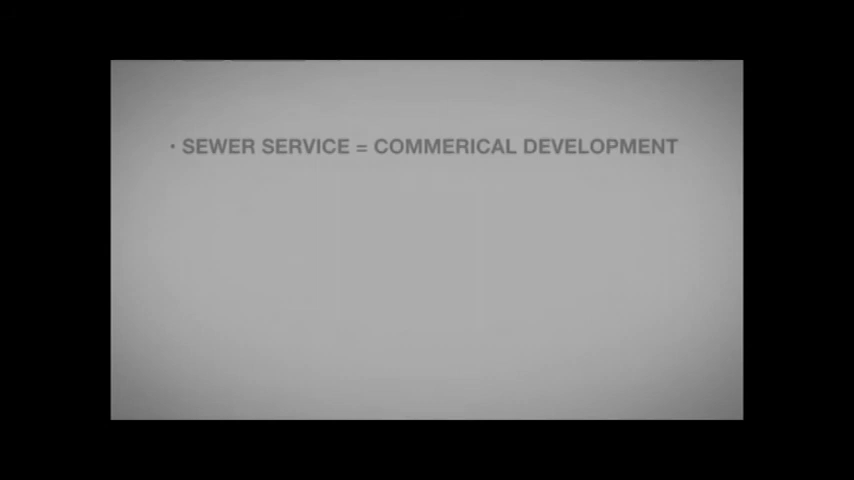 • SEWER SERVICE = COMMERICAL DEVELOPMENT